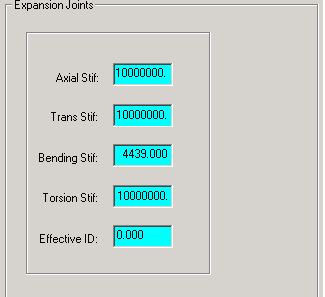 Expansion Joints
Axial Stif: 10000000.
Trans Stif: 10000000.
Bending Stif: 4439.000
Torsion Stif: 10000000.
Effective ID: 0.000